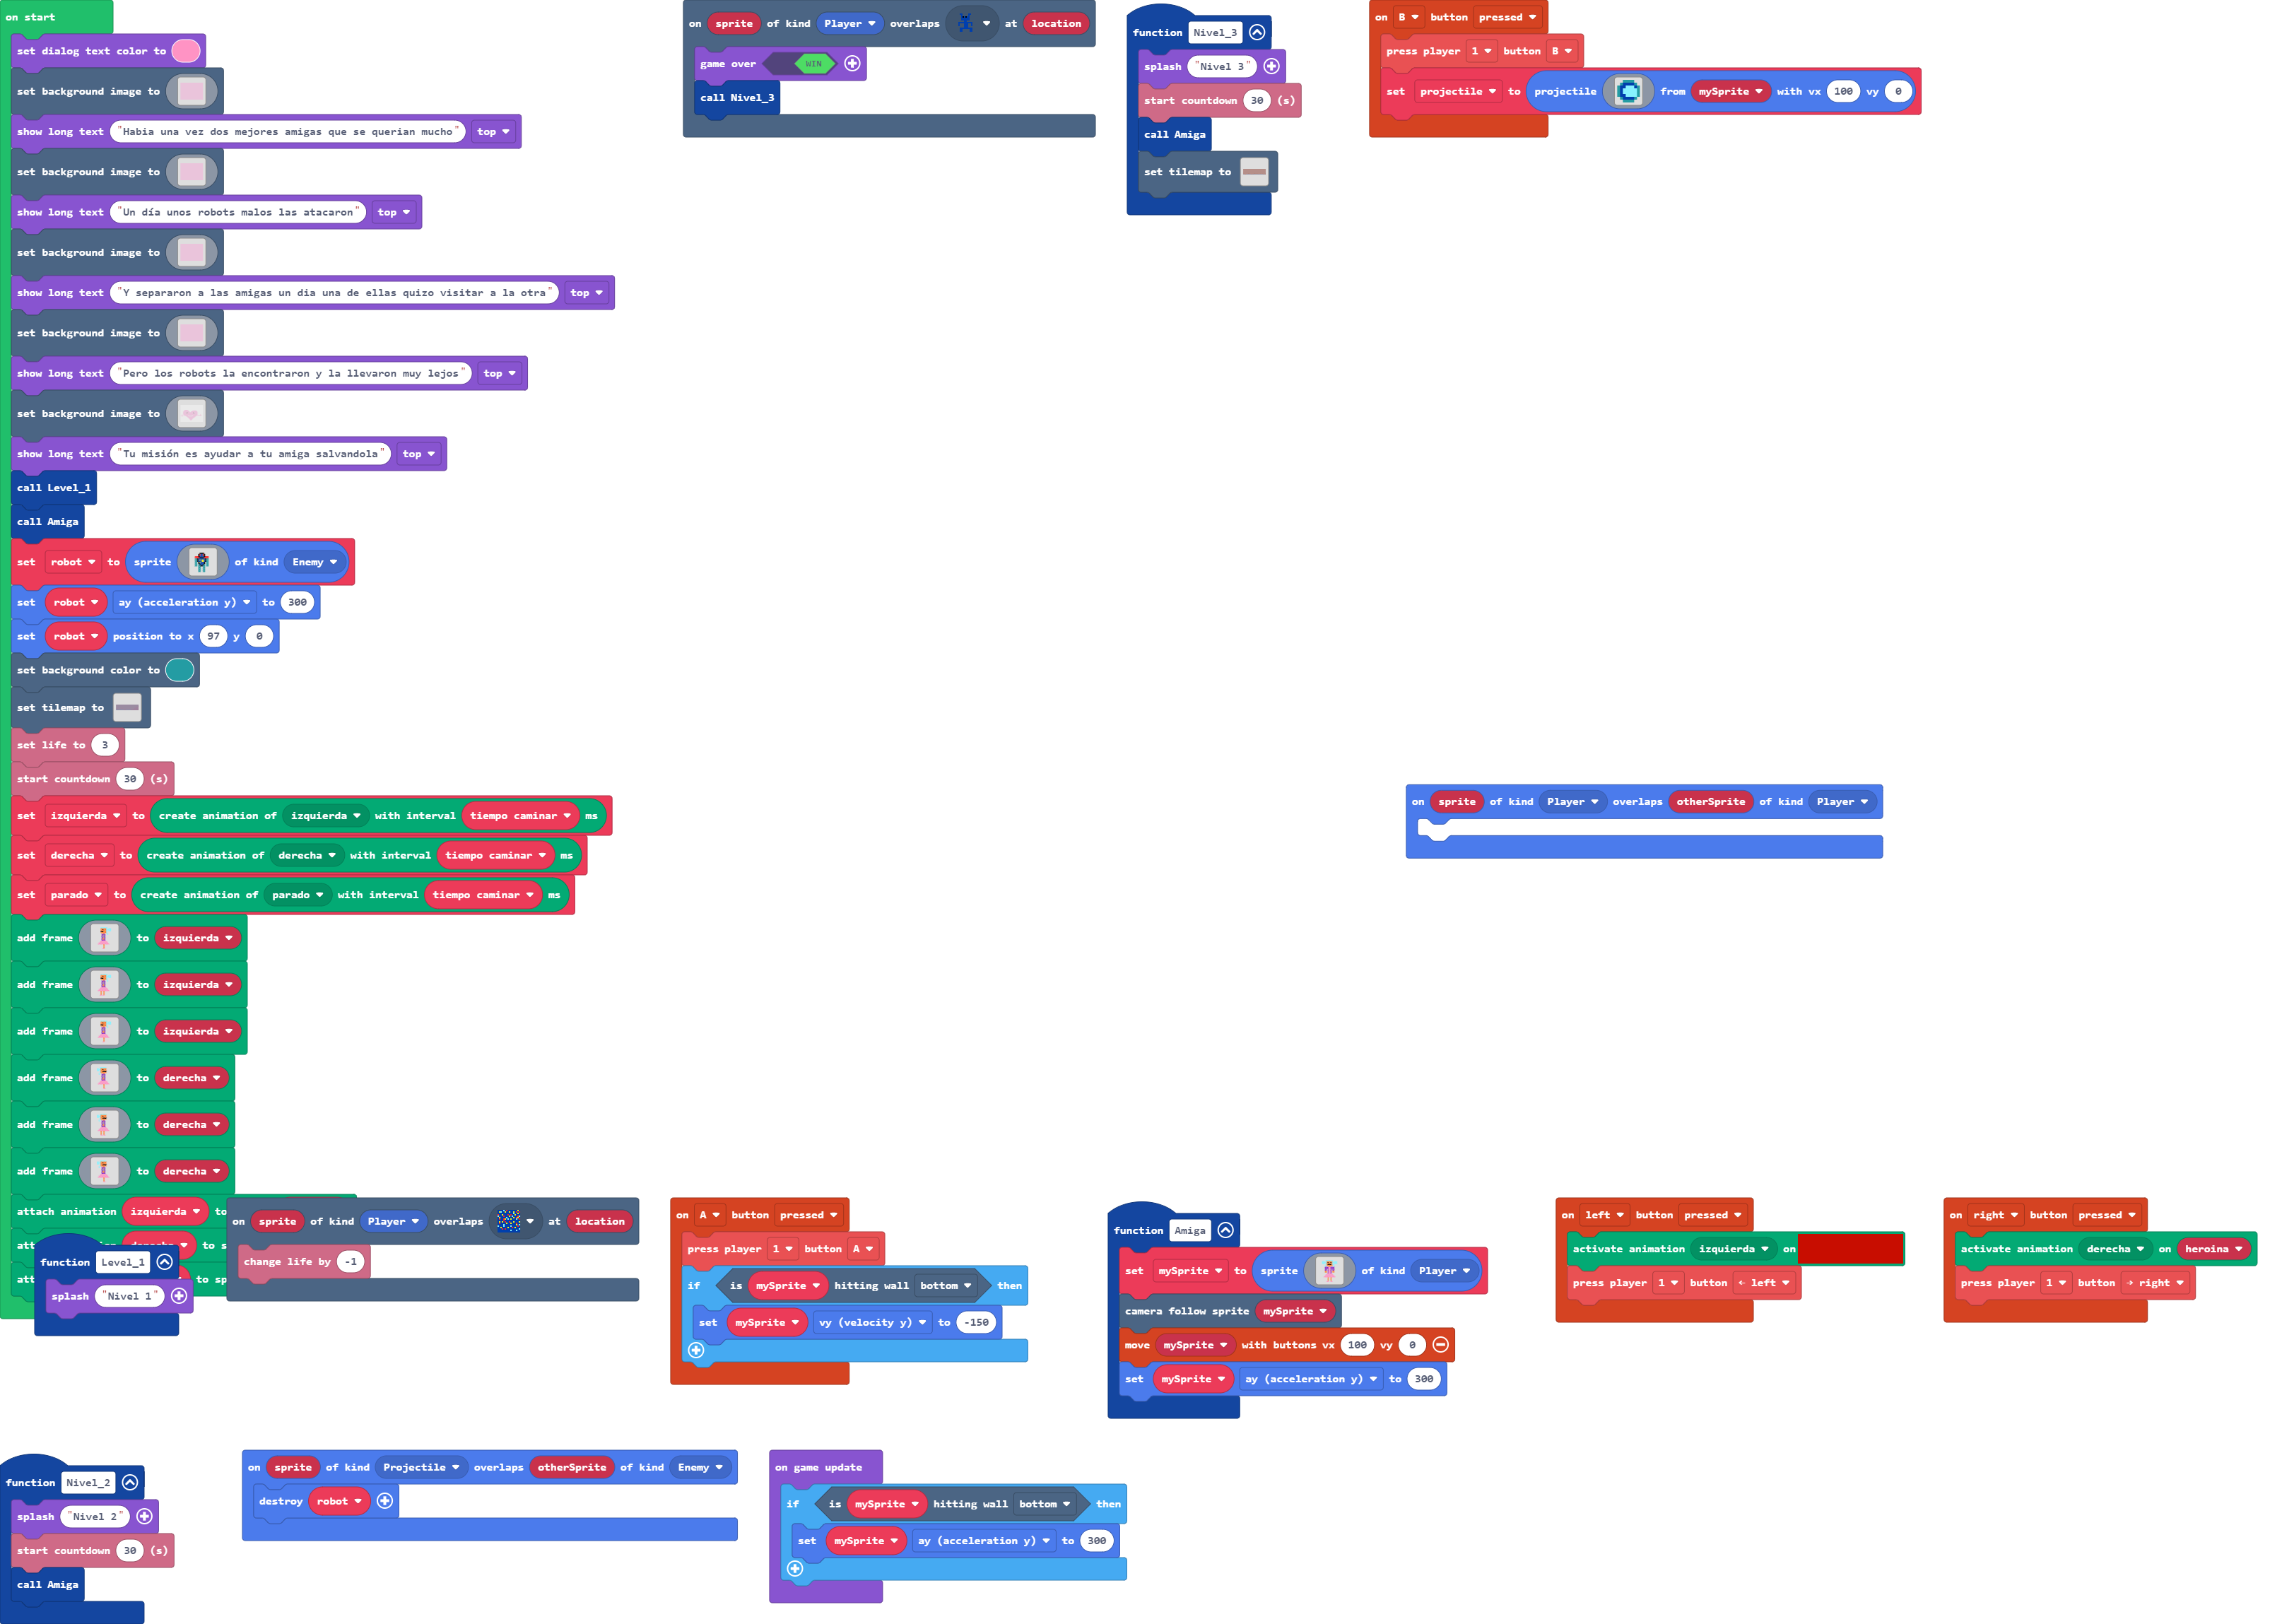 on start
set dialog text color to
set background image to
show long text "Habia una vez dos mejores amigas que se querian mucho" top
set background image to
show long text "Un día unos robots malos las atacaron" top
set background image to
show long text "Y separaron a las amigas un dia una de ellas quizo visitar a la otra" top
set background image to
show long text "Pero los robots la encontraron y la llevaron muy lejos" top
set background image to
show long text "Tu misión es ayudar a tu amiga salvandola" top
call Level_1
call Amiga
set robot to sprite of kind Enemy
set robot ay (acceleration y) to 300
set robot position to x 97 y 0
set background color to
set tilemap to
set life to 3
start countdown 30 (s)
set izquierda to create animation of izquierda with interval tiempo caminar ms
set derecha to create animation of derecha with interval tiempo caminar ms
set parado to create animation of parado with interval tiempo caminar ms
add frame to izquierda
add frame to izquierda
add frame to izquierda
add frame to derecha
add frame to derecha
add frame to derecha
attach animation izquierda to
to s
to sp
function Level_1
splash "Nivel 1"
on sprite of kind Player overlaps at location
game over WIN
call Nivel_3
function Nivel_3
splash "Nivel 3"
start countdown 30 (s)
call Amiga
set tilemap to
on B button pressed
press player 1 button B
set projectile to projectile from mySprite with vx 100 vy 0
on sprite of kind Player overlaps otherSprite of kind Player
on sprite of kind Player overlaps at location
change life by -1
on A button pressed
press player 1 button A
if is mySprite hitting wall bottom then
set mySprite vy (velocity y) to -150
function Amiga
set mySprite to sprite of kind Player
camera follow sprite mySprite
move mySprite with buttons vx 100 vy 0
set mySprite ay (acceleration y) to 300
on left button pressed
activate animation izquierda on
press player 1 button ← left
on right button pressed
activate animation derecha on heroina
press player 1 button → right
function Nivel_2
splash "Nivel 2"
start countdown 30 (s)
call Amiga
on sprite of kind Projectile overlaps otherSprite of kind Enemy
destroy robot
on game update
if is mySprite hitting wall bottom then
set mySprite ay (acceleration y) to 300